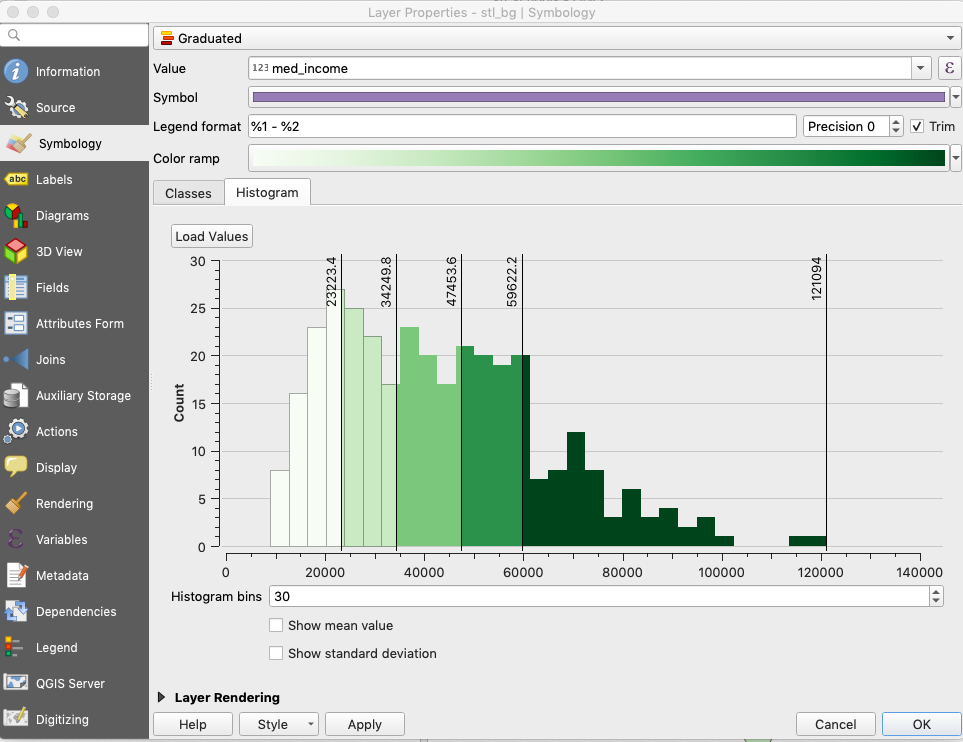 Layer Properties - stl_bg | Symbology
Information
Source
Symbology
abc Labels
Diagrams
3D View
Fields
Attributes Form
Joins
Auxiliary Storage
Actions
Display
Rendering
Variables
Metadata
Dependencies
Legend
QGIS Server
Digitizing
Graduated
Value 123 med_income ε
Symbol
Legend format %1 - %2 Precision 0 Trim
Color ramp
Classes Histogram
Load Values
23223.4 34249.8 47453.6 59622.2 121094
30
25
20
15
10
5
0
Count
0 20000 40000 60000 80000 100000 120000 140000
Histogram bins 30
Show mean value
Show standard deviation
Layer Rendering
Help Style Apply Cancel OK